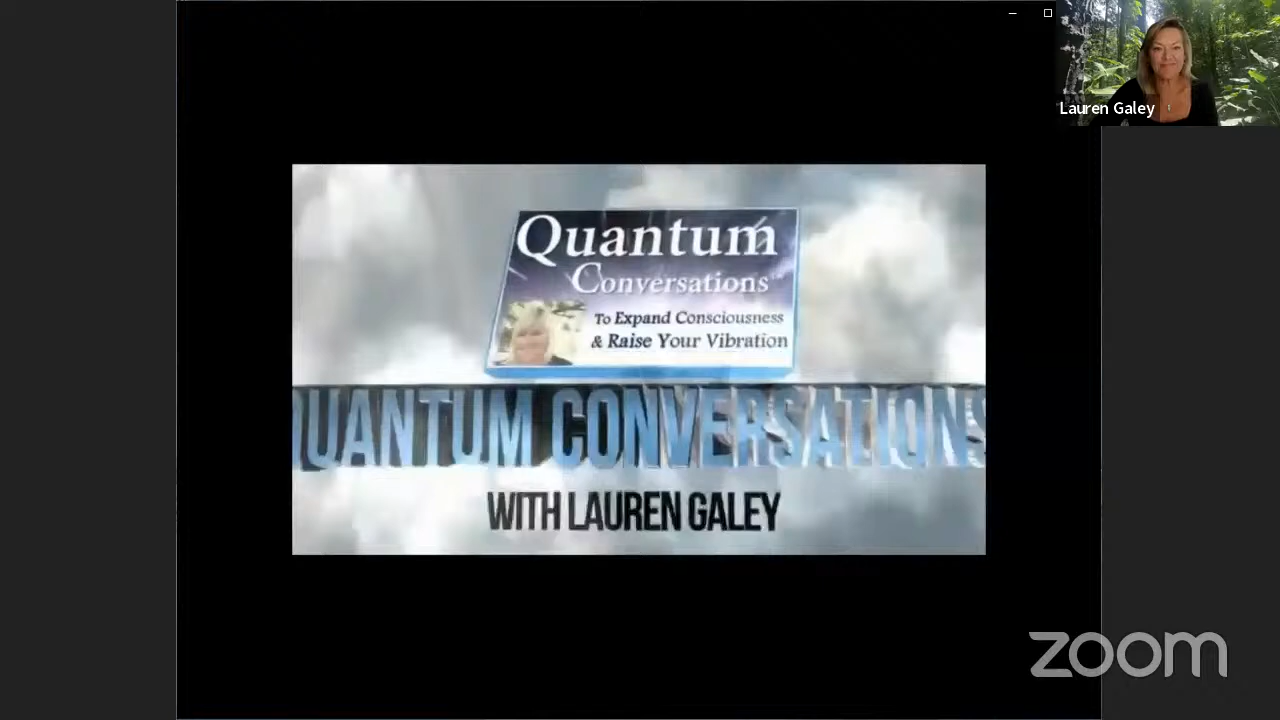 Lauren Galey
Quantum
Conversations™
To Expand Consciousness
& Raise Your Vibration
QUANTUM CONVERSATIONS
WITH LAUREN GALEY
zoom